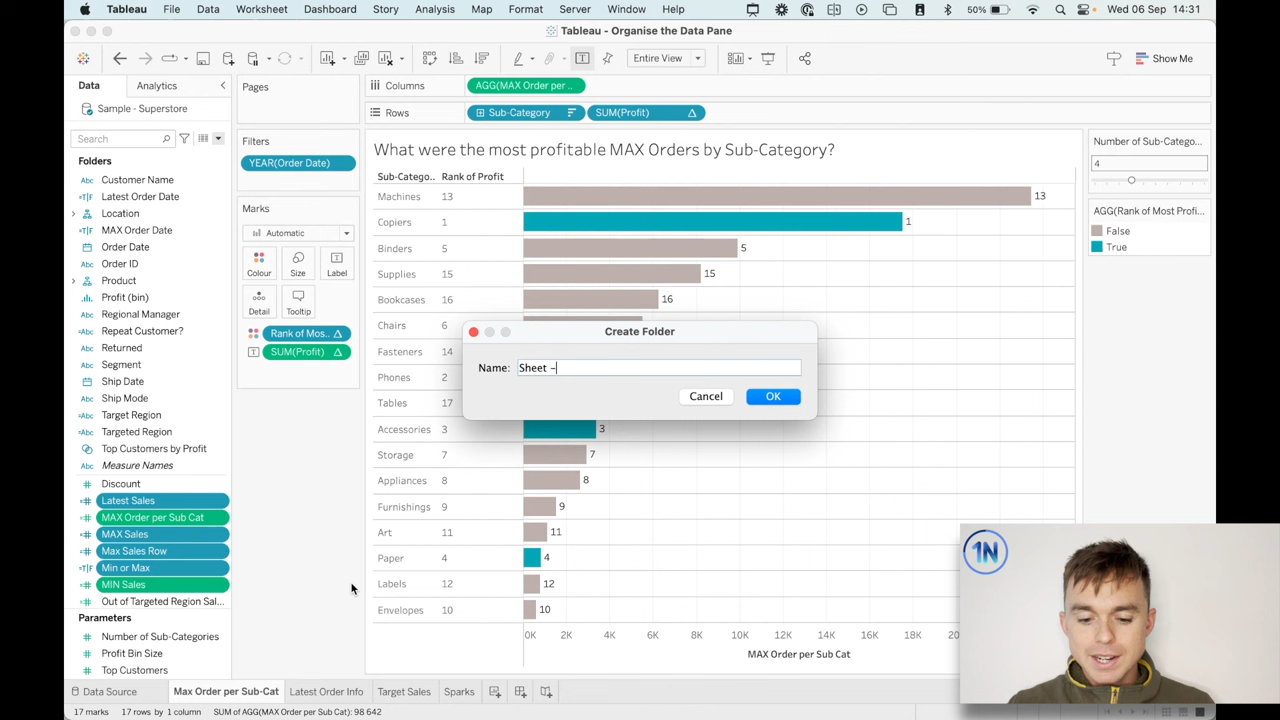 Tableau File Data Worksheet Dashboard Story Analysis Map Format Server Window Help 50% Wed 06 Sep 14:31
Tableau - Organise the Data Pane
Entire View
Show Me
Data Analytics
Sample - Superstore
Search
Folders
Customer Name
Latest Order Date
Location
MAX Order Date
Order Date
Order ID
Product
Profit (bin)
Regional Manager
Repeat Customer?
Returned
Segment
Ship Date
Ship Mode
Target Region
Targeted Region
Top Customers by Profit
Measure Names
Discount
Latest Sales
MAX Order per Sub Cat
MAX Sales
Max Sales Row
Min or Max
MIN Sales
Out of Targeted Region Sal...
Parameters
Number of Sub-Categories
Profit Bin Size
Top Customers
Pages
Filters
YEAR(Order Date)
Marks
Automatic
Colour Size Label
Detail Tooltip
Rank of Mos..
SUM(Profit)
Columns AGG(MAX Order per ..
Rows Sub-Category SUM(Profit)
What were the most profitable MAX Orders by Sub-Category?
Sub-Catego.. Rank of Profit
Machines 13 13
Copiers 1 1
Binders 5 5
Supplies 15 15
Bookcases 16 16
Chairs 6
Fasteners 14
Phones 2
Tables 17
Accessories 3 3
Storage 7 7
Appliances 8 8
Furnishings 9 9
Art 11 11
Paper 4 4
Labels 12 12
Envelopes 10 10
0K 2K 4K 6K 8K 10K 12K 14K 16K 18K 20
MAX Order per Sub Cat
Create Folder
Name: Sheet -
Cancel OK
Number of Sub-Catego...
4
AGG(Rank of Most Profi...
False
True
1N
Data Source Max Order per Sub-Cat Latest Order Info Target Sales Sparks
17 marks 17 rows by 1 column SUM of AGG(MAX Order per Sub Cat): 98 642